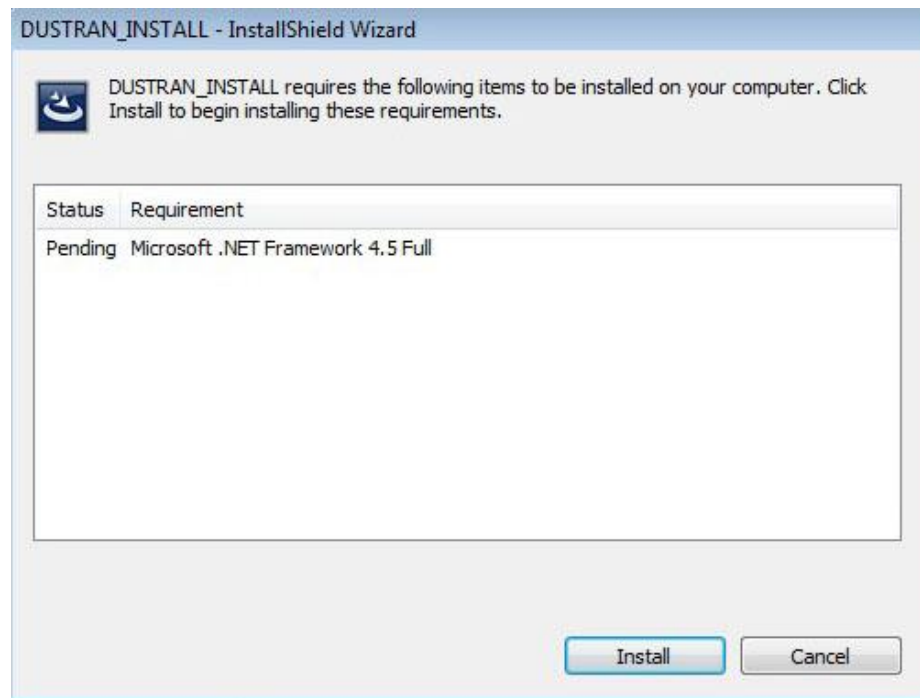 DUSTRAN_INSTALL - InstallShield Wizard
DUSTRAN_INSTALL requires the following items to be installed on your computer. Click
Install to begin installing these requirements.
Status Requirement
Pending Microsoft .NET Framework 4.5 Full
Install Cancel